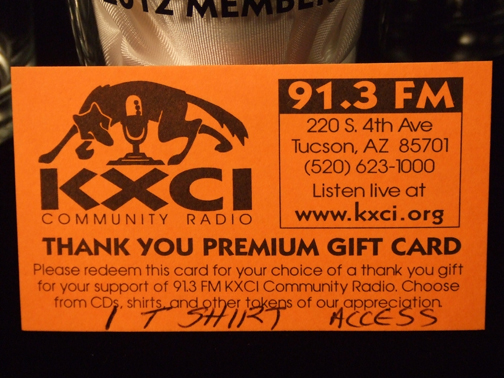 2012 MEMBER
91.3 FM
220 S. 4th Ave
Tucson, AZ 85701
(520) 623-1000
Listen live at
www.kxci.org
KXCI
COMMUNITY RADIO
THANK YOU PREMIUM GIFT CARD
Please redeem this card for your choice of a thank you gift
for your support of 91.3 FM KXCI Community Radio. Choose
from CDs, shirts, and other tokens of our appreciation.
1 T SHIRT ACCESS